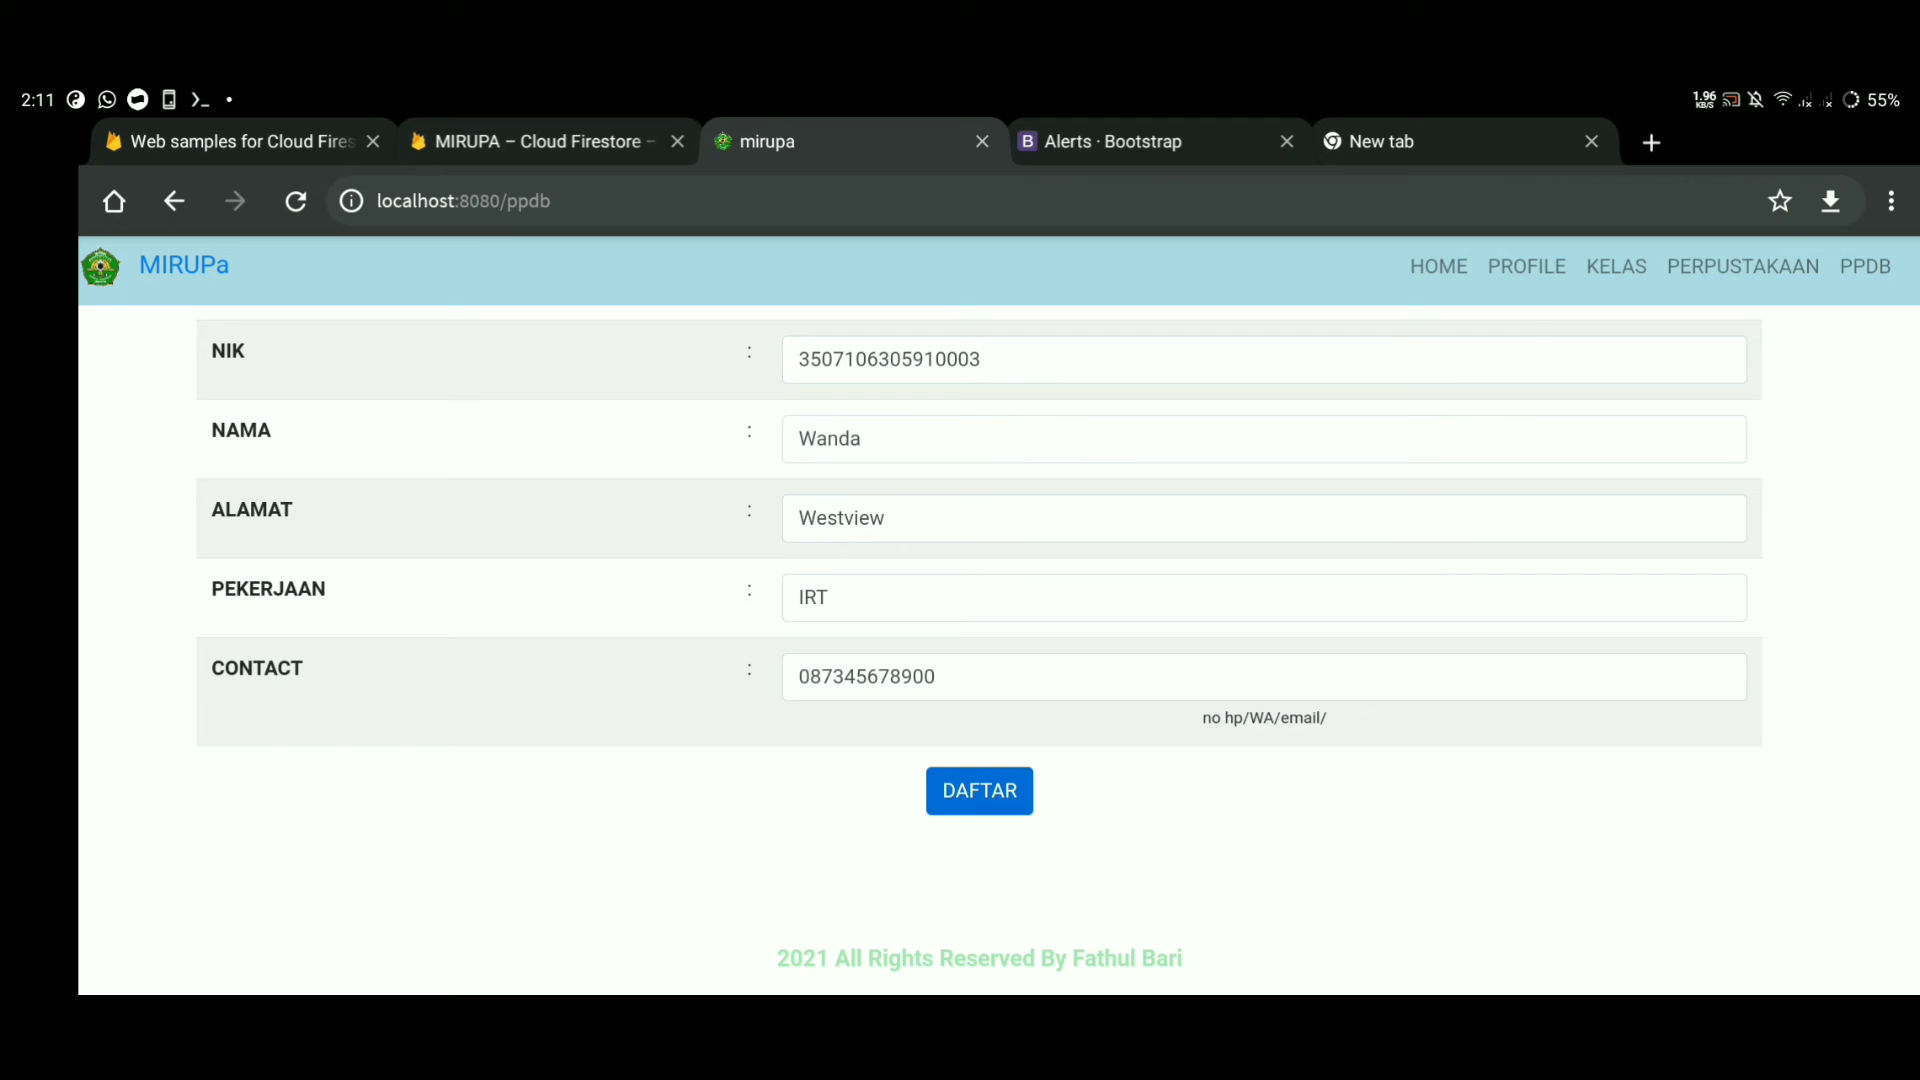 2:11
1.96 KB/S
55%
Web samples for Cloud Fires
MIRUPA – Cloud Firestore –
mirupa
Alerts · Bootstrap
New tab
localhost:8080/ppdb
MIRUPa
HOME PROFILE KELAS PERPUSTAKAAN PPDB
NIK : 3507106305910003
NAMA : Wanda
ALAMAT : Westview
PEKERJAAN : IRT
CONTACT : 087345678900
no hp/WA/email/
DAFTAR
2021 All Rights Reserved By Fathul Bari